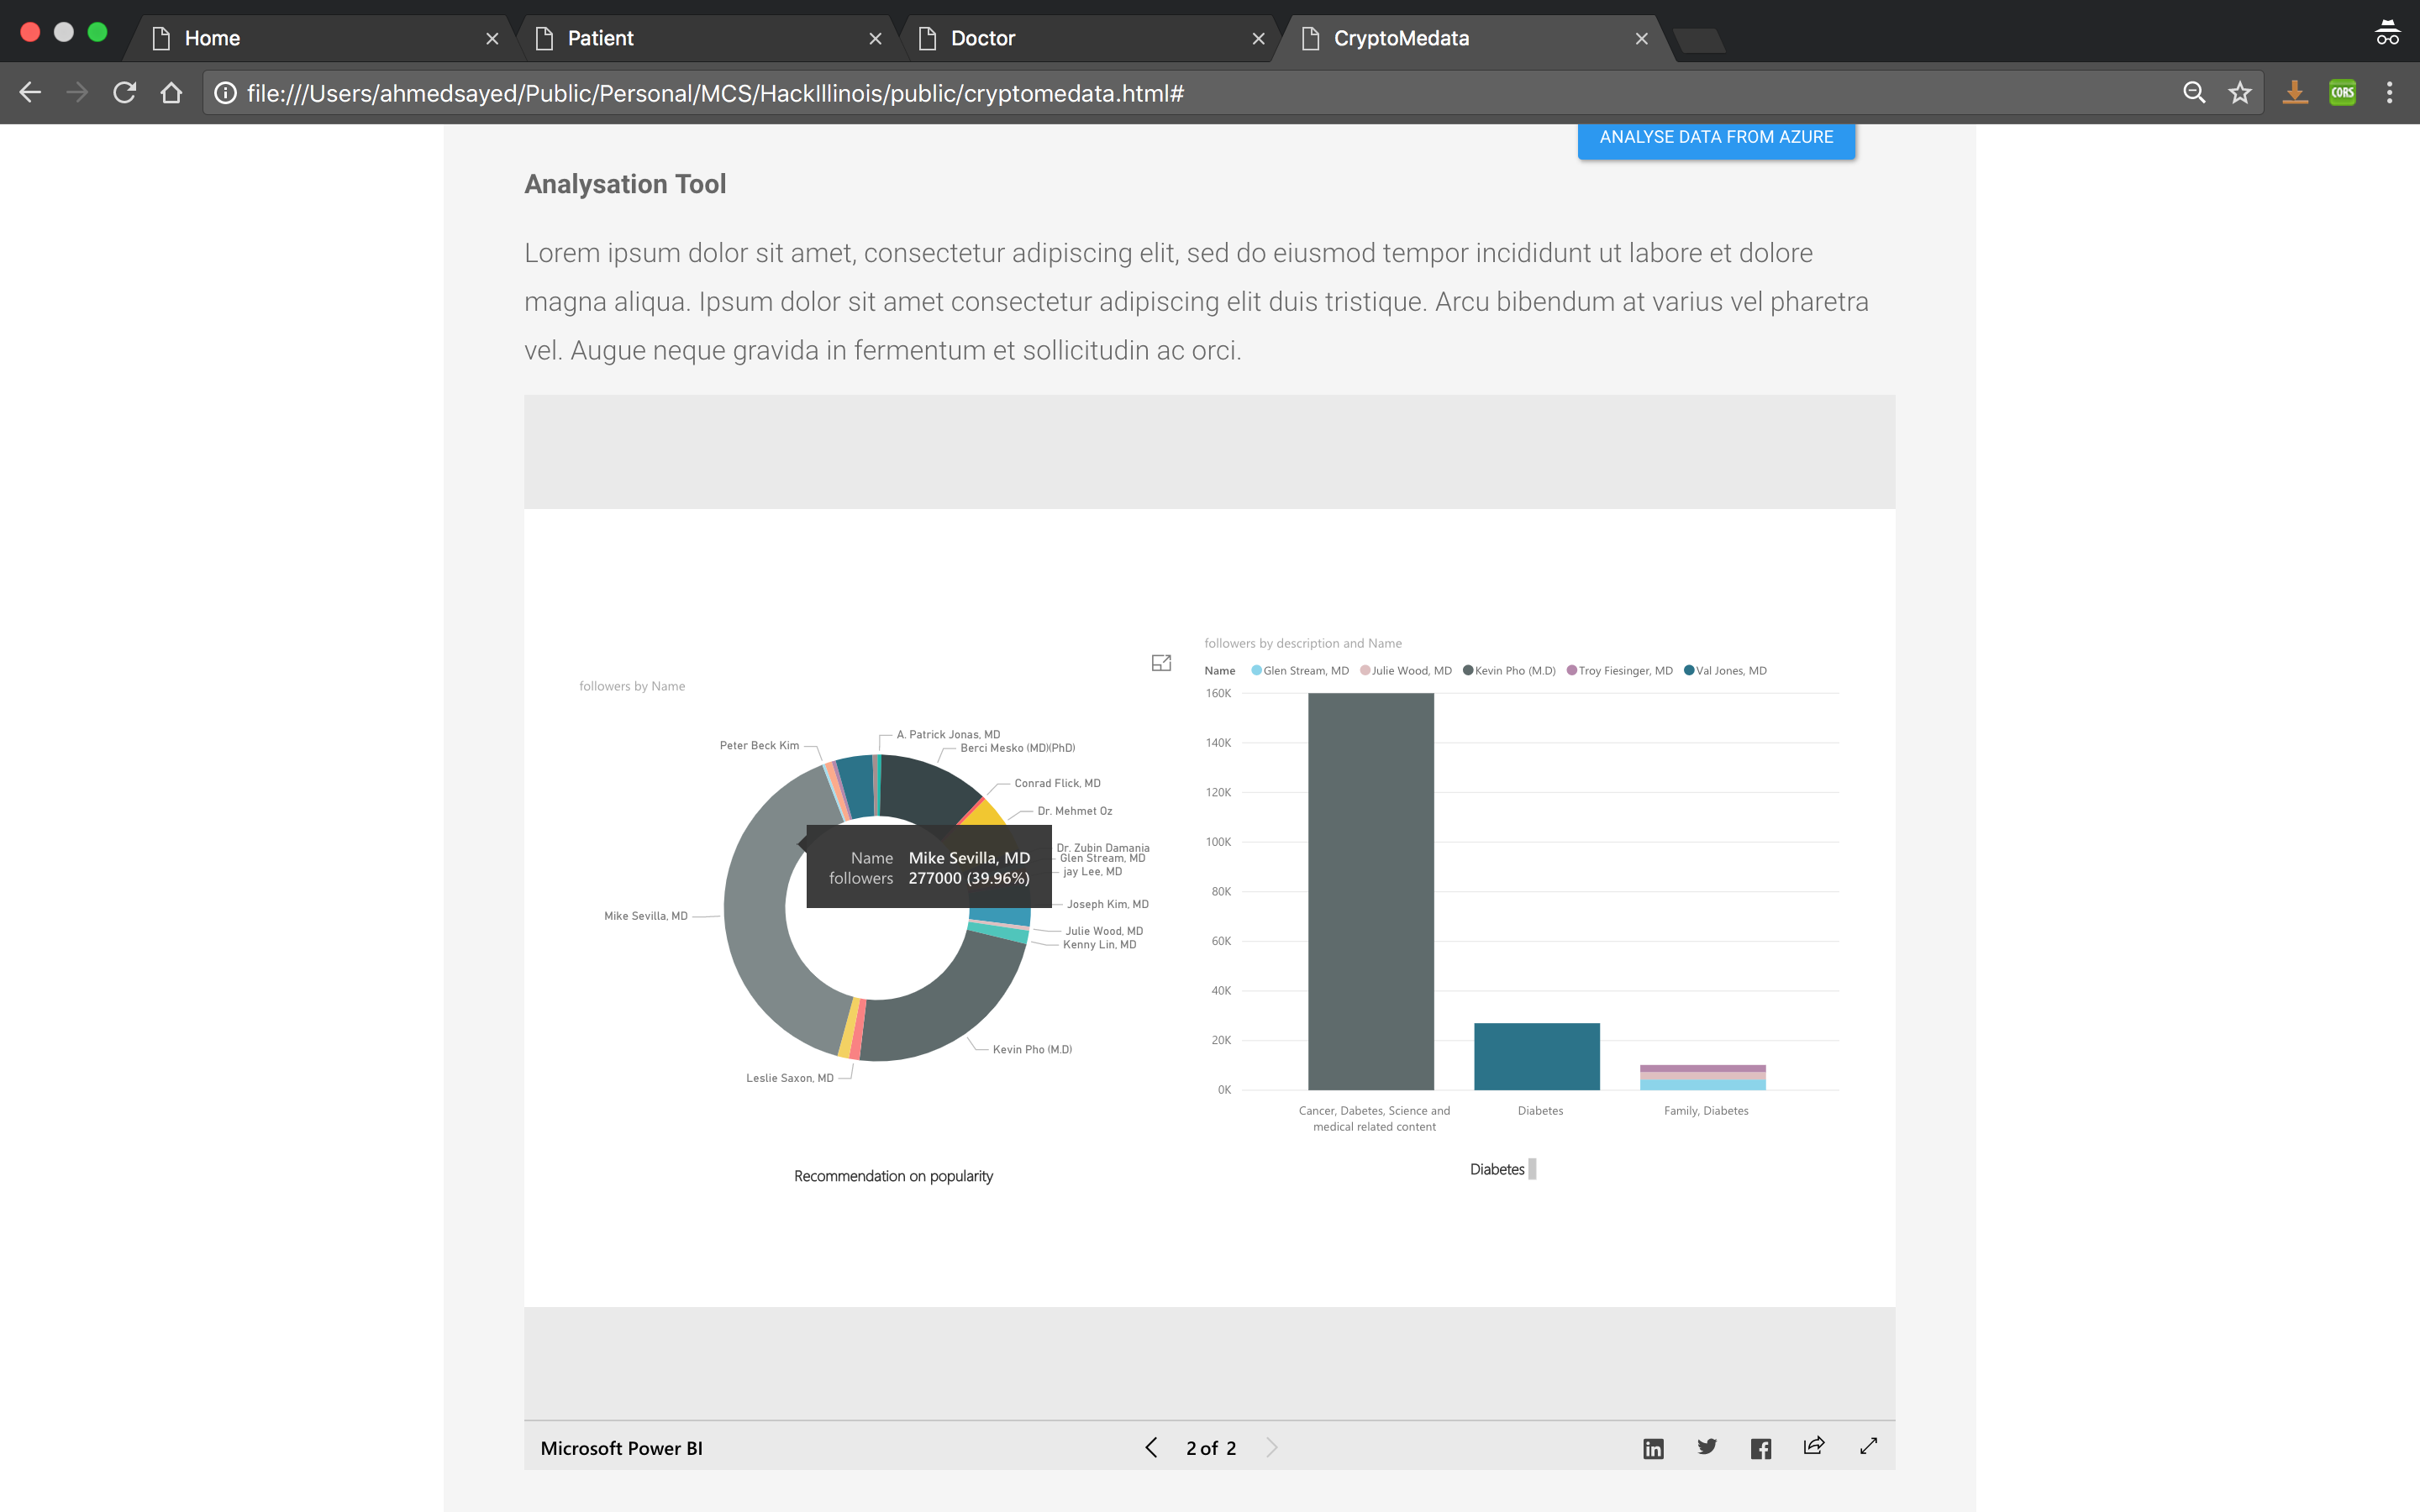 Home
Patient
Doctor
CryptoMedata
file:///Users/ahmedsayed/Public/Personal/MCS/HackIllinois/public/cryptomedata.html#
CORS
ANALYSE DATA FROM AZURE
Analysation Tool
Lorem ipsum dolor sit amet, consectetur adipiscing elit, sed do eiusmod tempor incididunt ut labore et dolore
magna aliqua. Ipsum dolor sit amet consectetur adipiscing elit duis tristique. Arcu bibendum at varius vel pharetra
vel. Augue neque gravida in fermentum et sollicitudin ac orci.
followers by Name
A. Patrick Jonas, MD
Peter Beck Kim
Berci Mesko (MD)(PhD)
Conrad Flick, MD
Dr. Mehmet Oz
Dr. Zubin Damania
Glen Stream, MD
jay Lee, MD
Name Mike Sevilla, MD
followers 277000 (39.96%)
Joseph Kim, MD
Mike Sevilla, MD
Julie Wood, MD
Kenny Lin, MD
Kevin Pho (M.D)
Leslie Saxon, MD
Recommendation on popularity
followers by description and Name
Name Glen Stream, MD Julie Wood, MD Kevin Pho (M.D) Troy Fiesinger, MD Val Jones, MD
160K
140K
120K
100K
80K
60K
40K
20K
0K
Cancer, Dabetes, Science and
medical related content
Diabetes
Family, Diabetes
Diabetes
Microsoft Power BI
2 of 2